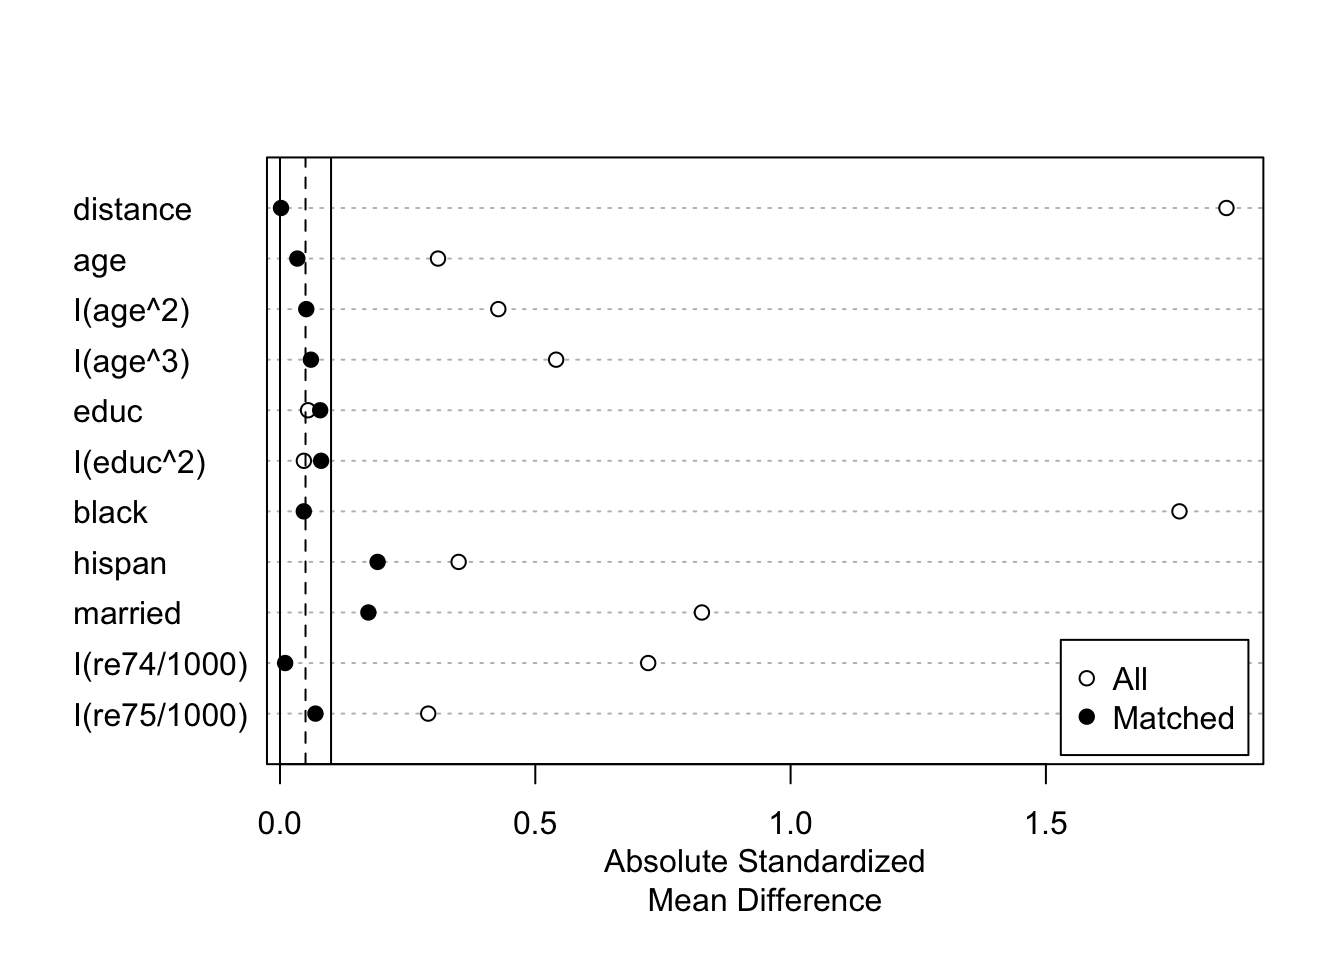 distance
age
I(age^2)
I(age^3)
educ
I(educ^2)
black
hispan
married
I(re74/1000)
I(re75/1000)
All
Matched
0.0 0.5 1.0 1.5
Absolute Standardized
Mean Difference